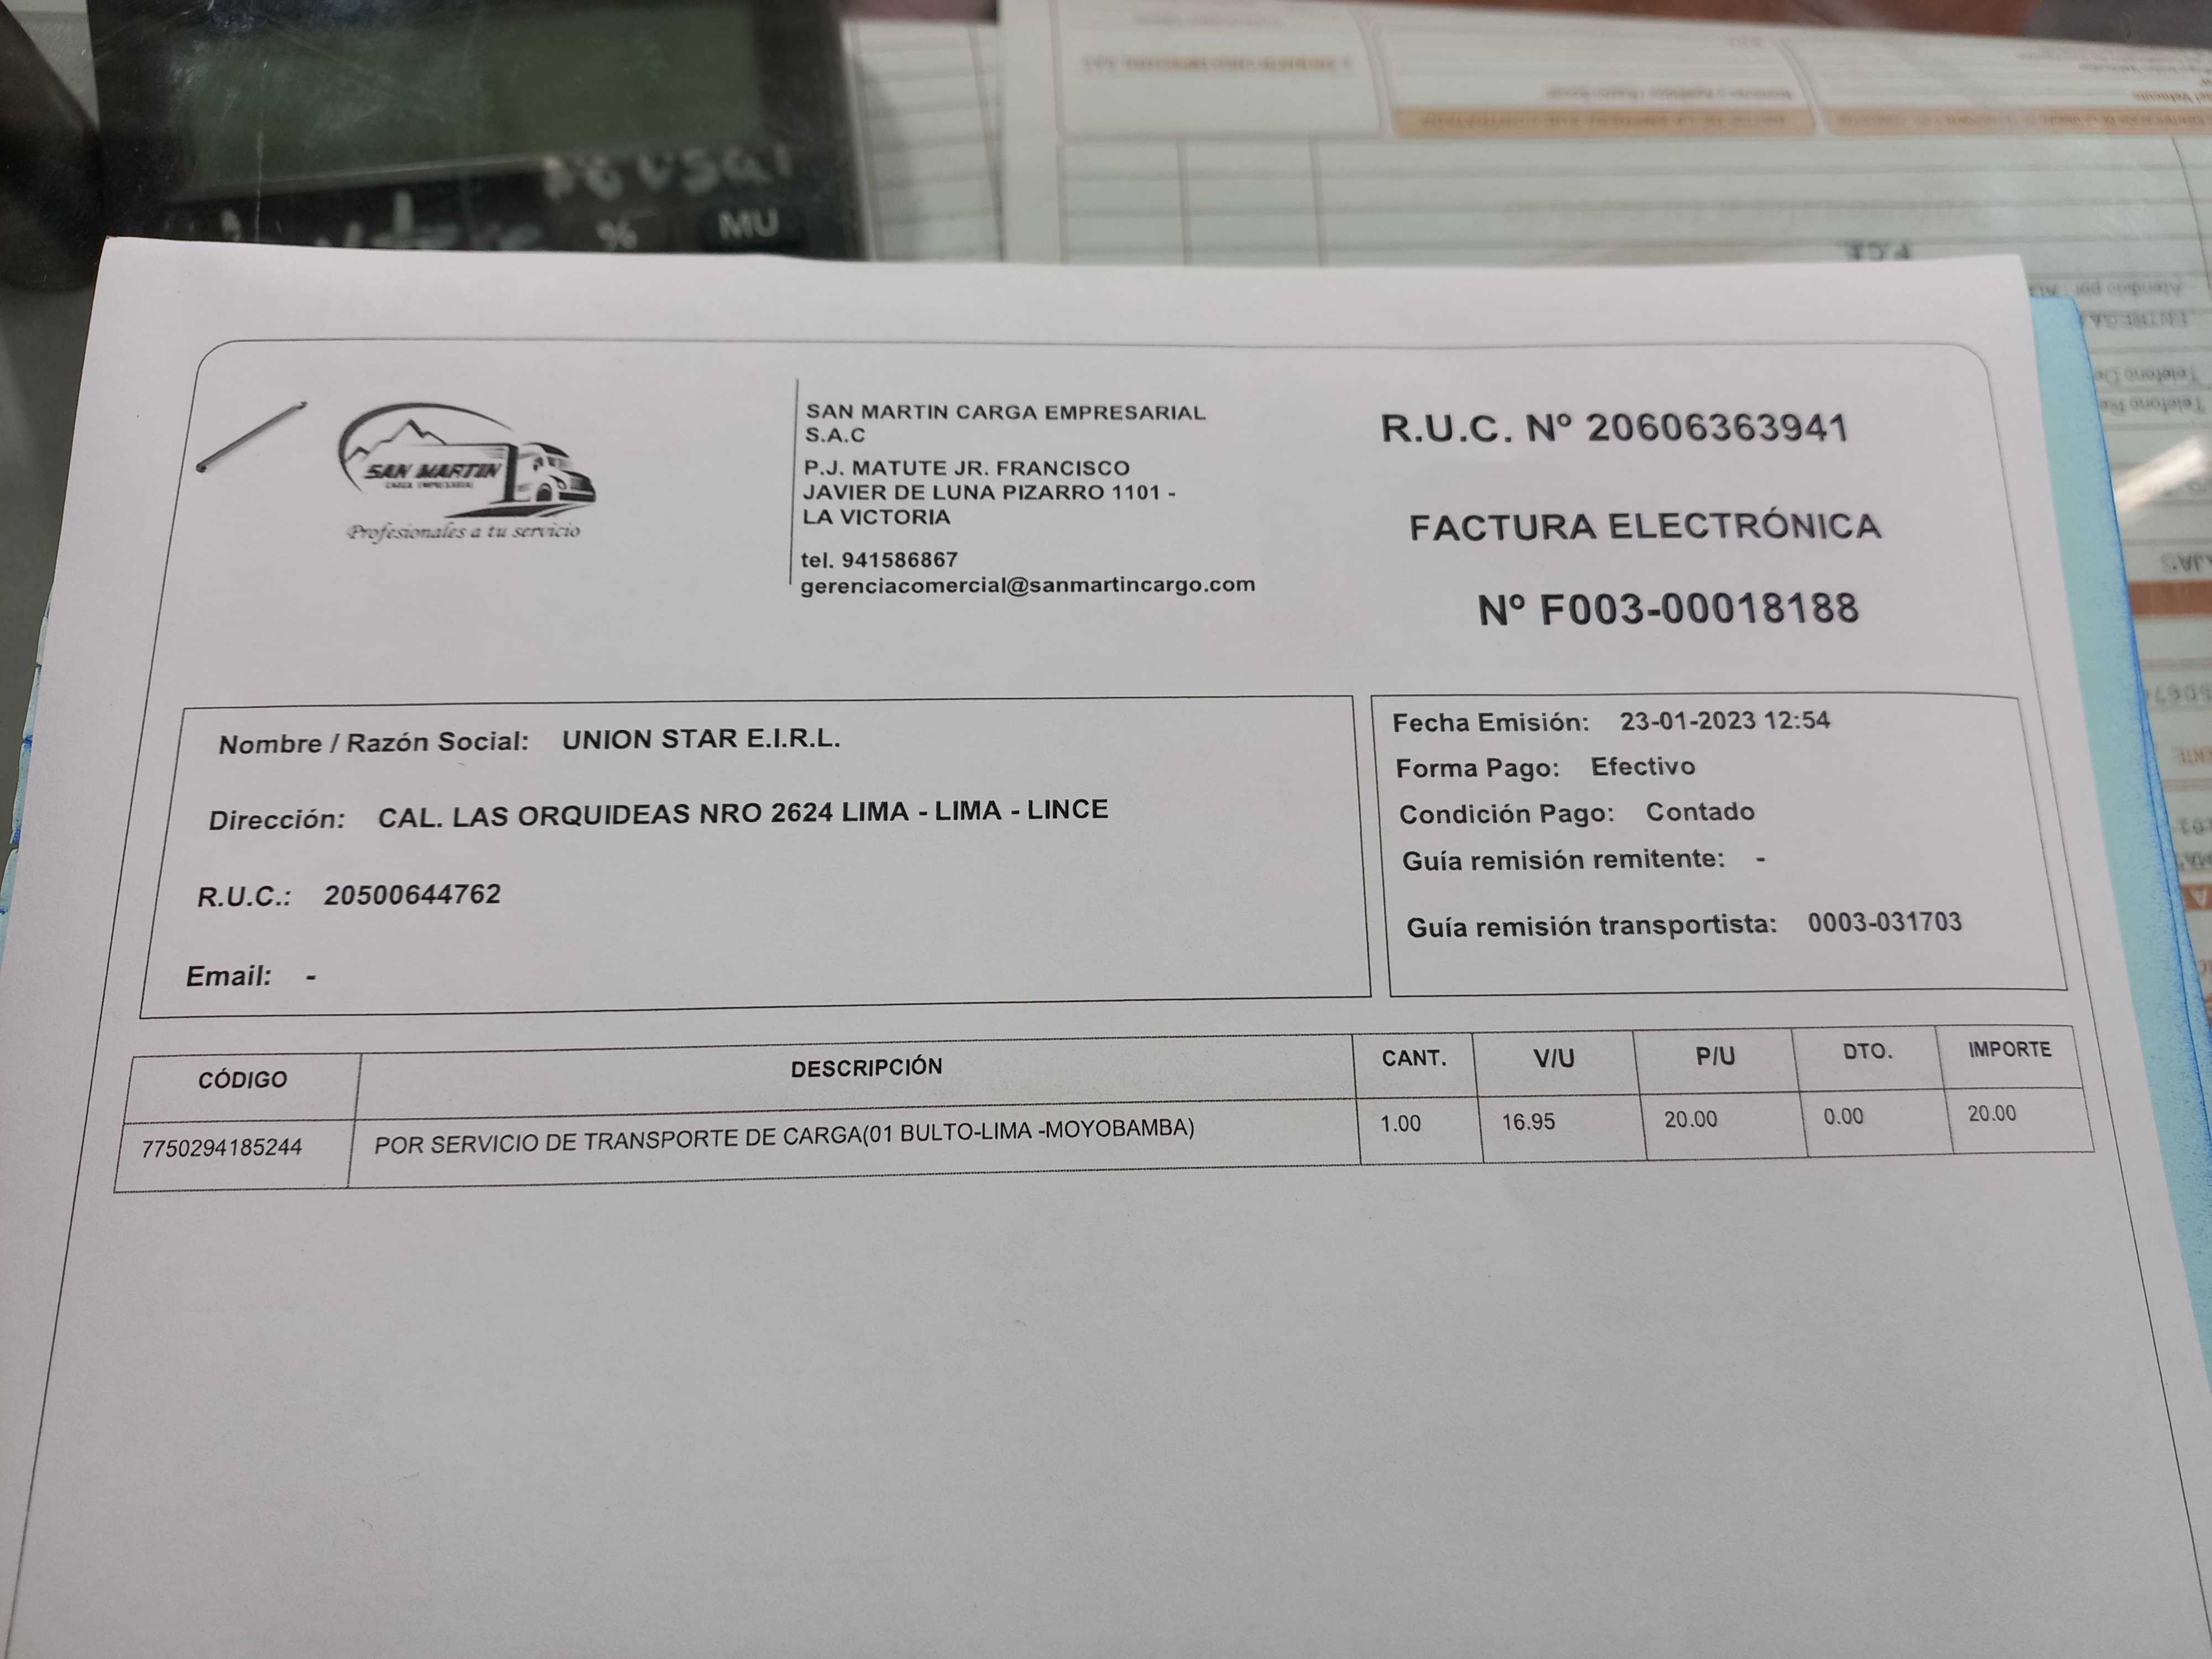 % MU
SAN MARTIN
CARGA EMPRESARIAL
Profesionales a tu servicio
SAN MARTIN CARGA EMPRESARIAL
S.A.C
P.J. MATUTE JR. FRANCISCO
JAVIER DE LUNA PIZARRO 1101 -
LA VICTORIA
tel. 941586867
gerenciacomercial@sanmartincargo.com
R.U.C. Nº 20606363941
FACTURA ELECTRÓNICA
Nº F003-00018188
Nombre / Razón Social: UNION STAR E.I.R.L.
Dirección: CAL. LAS ORQUIDEAS NRO 2624 LIMA - LIMA - LINCE
R.U.C.: 20500644762
Email: -
Fecha Emisión: 23-01-2023 12:54
Forma Pago: Efectivo
Condición Pago: Contado
Guía remisión remitente: -
Guía remisión transportista: 0003-031703
CÓDIGO DESCRIPCIÓN CANT. V/U P/U DTO. IMPORTE
7750294185244 POR SERVICIO DE TRANSPORTE DE CARGA(01 BULTO-LIMA -MOYOBAMBA) 1.00 16.95 20.00 0.00 20.00